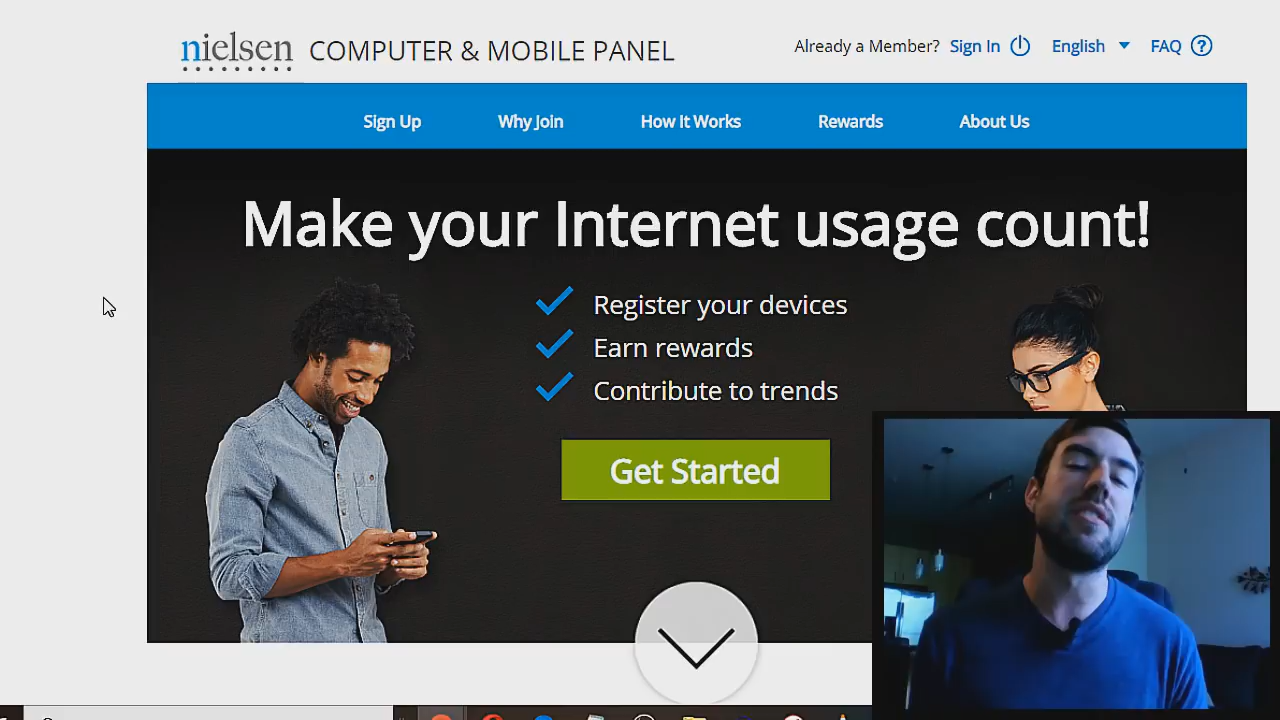 nielsen COMPUTER & MOBILE PANEL
Already a Member? Sign In English FAQ ?
Sign Up Why Join How It Works Rewards About Us
Make your Internet usage count!
Register your devices
Earn rewards
Contribute to trends
Get Started